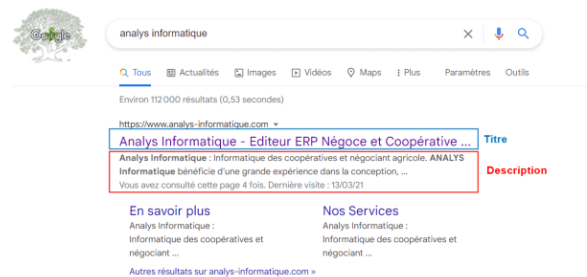 Google
analys informatique
Tous Actualités Images Vidéos Maps Plus Paramètres Outils
Environ 112 000 résultats (0,53 secondes)
https://www.analys-informatique.com
Analys Informatique - Editeur ERP Négoce et Coopérative ... Titre
Analys Informatique : Informatique des coopératives et négociant agricole. ANALYS
Informatique bénéficie d'une grande expérience dans la conception, ... Description
Vous avez consulté cette page 4 fois. Dernière visite : 13/03/21
En savoir plus Nos Services
Analys Informatique : Analys Informatique :
Informatique des coopératives et Informatique des coopératives et
négociant ... négociant ...
Autres résultats sur analys-informatique.com »